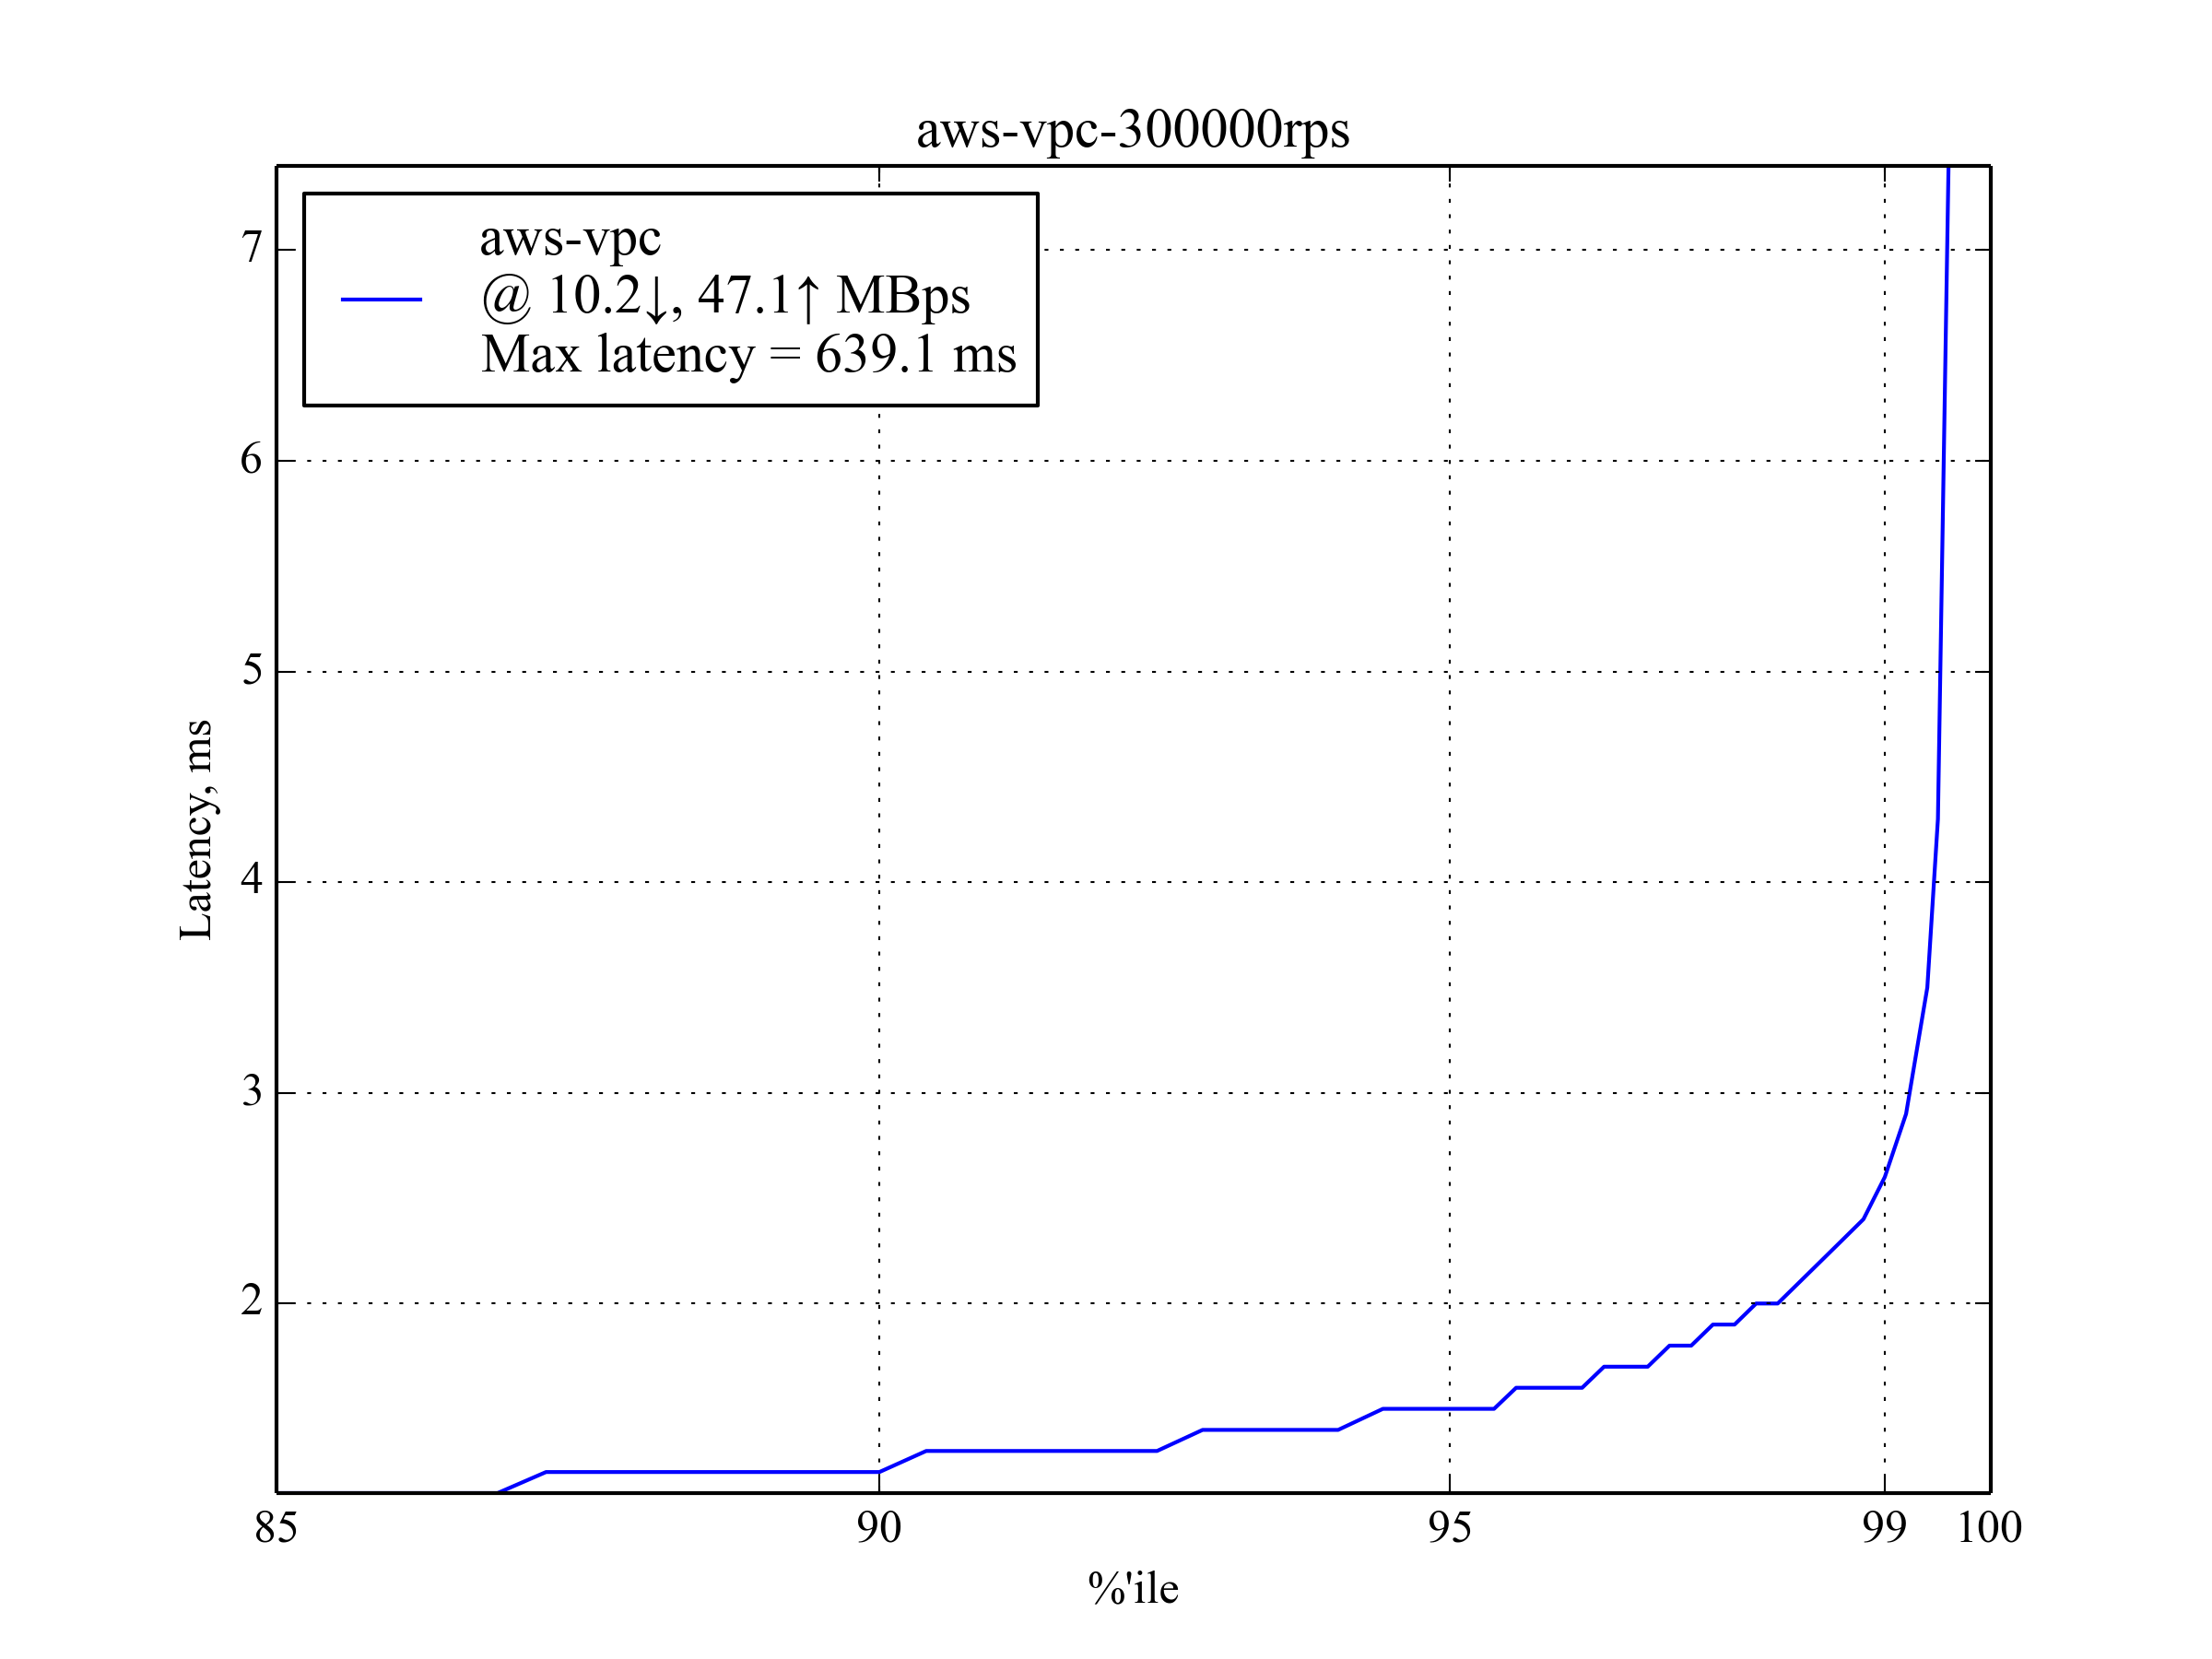 aws-vpc-300000rps
aws-vpc
@ 10.2↓, 47.1↑ MBps
Max latency = 639.1 ms
7
6
5
4
3
2
Latency, ms
85 90 95 99 100
%'ile